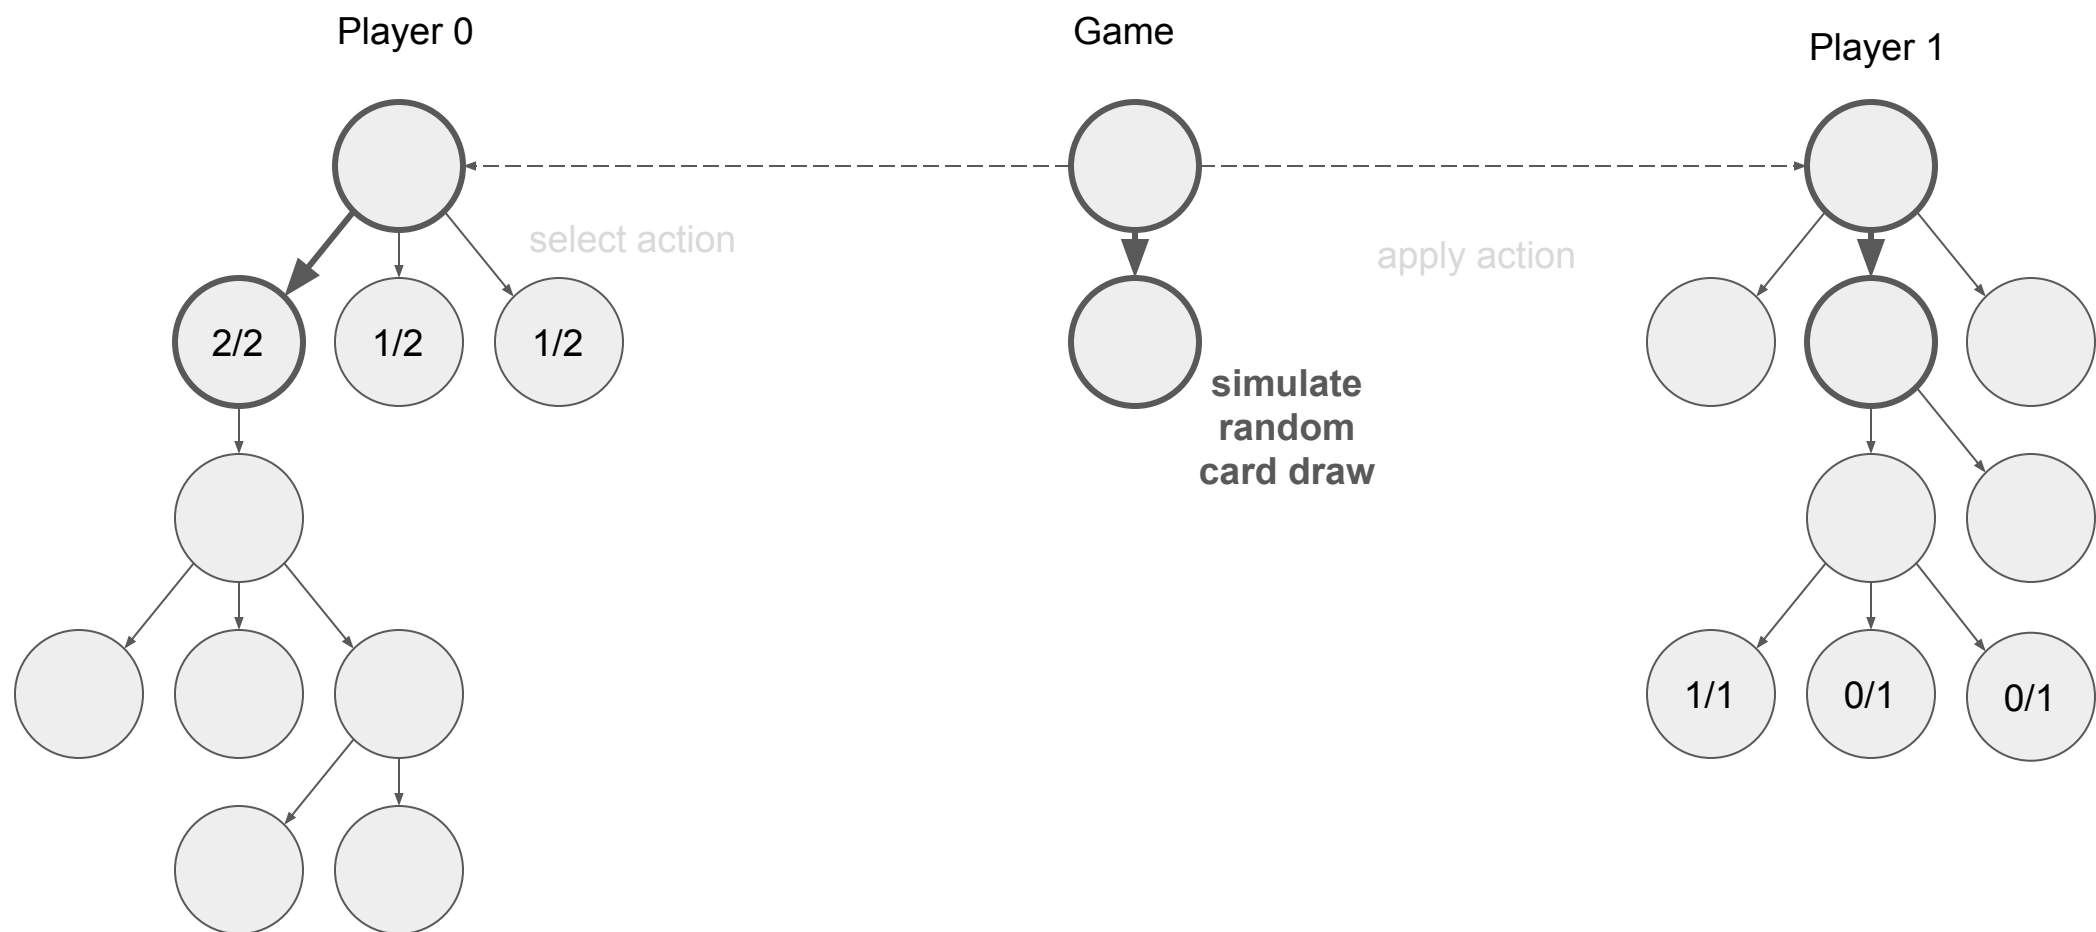 Player 0
Game
Player 1
select action
apply action
2/2
1/2
1/2
simulate
random
card draw
1/1
0/1
0/1